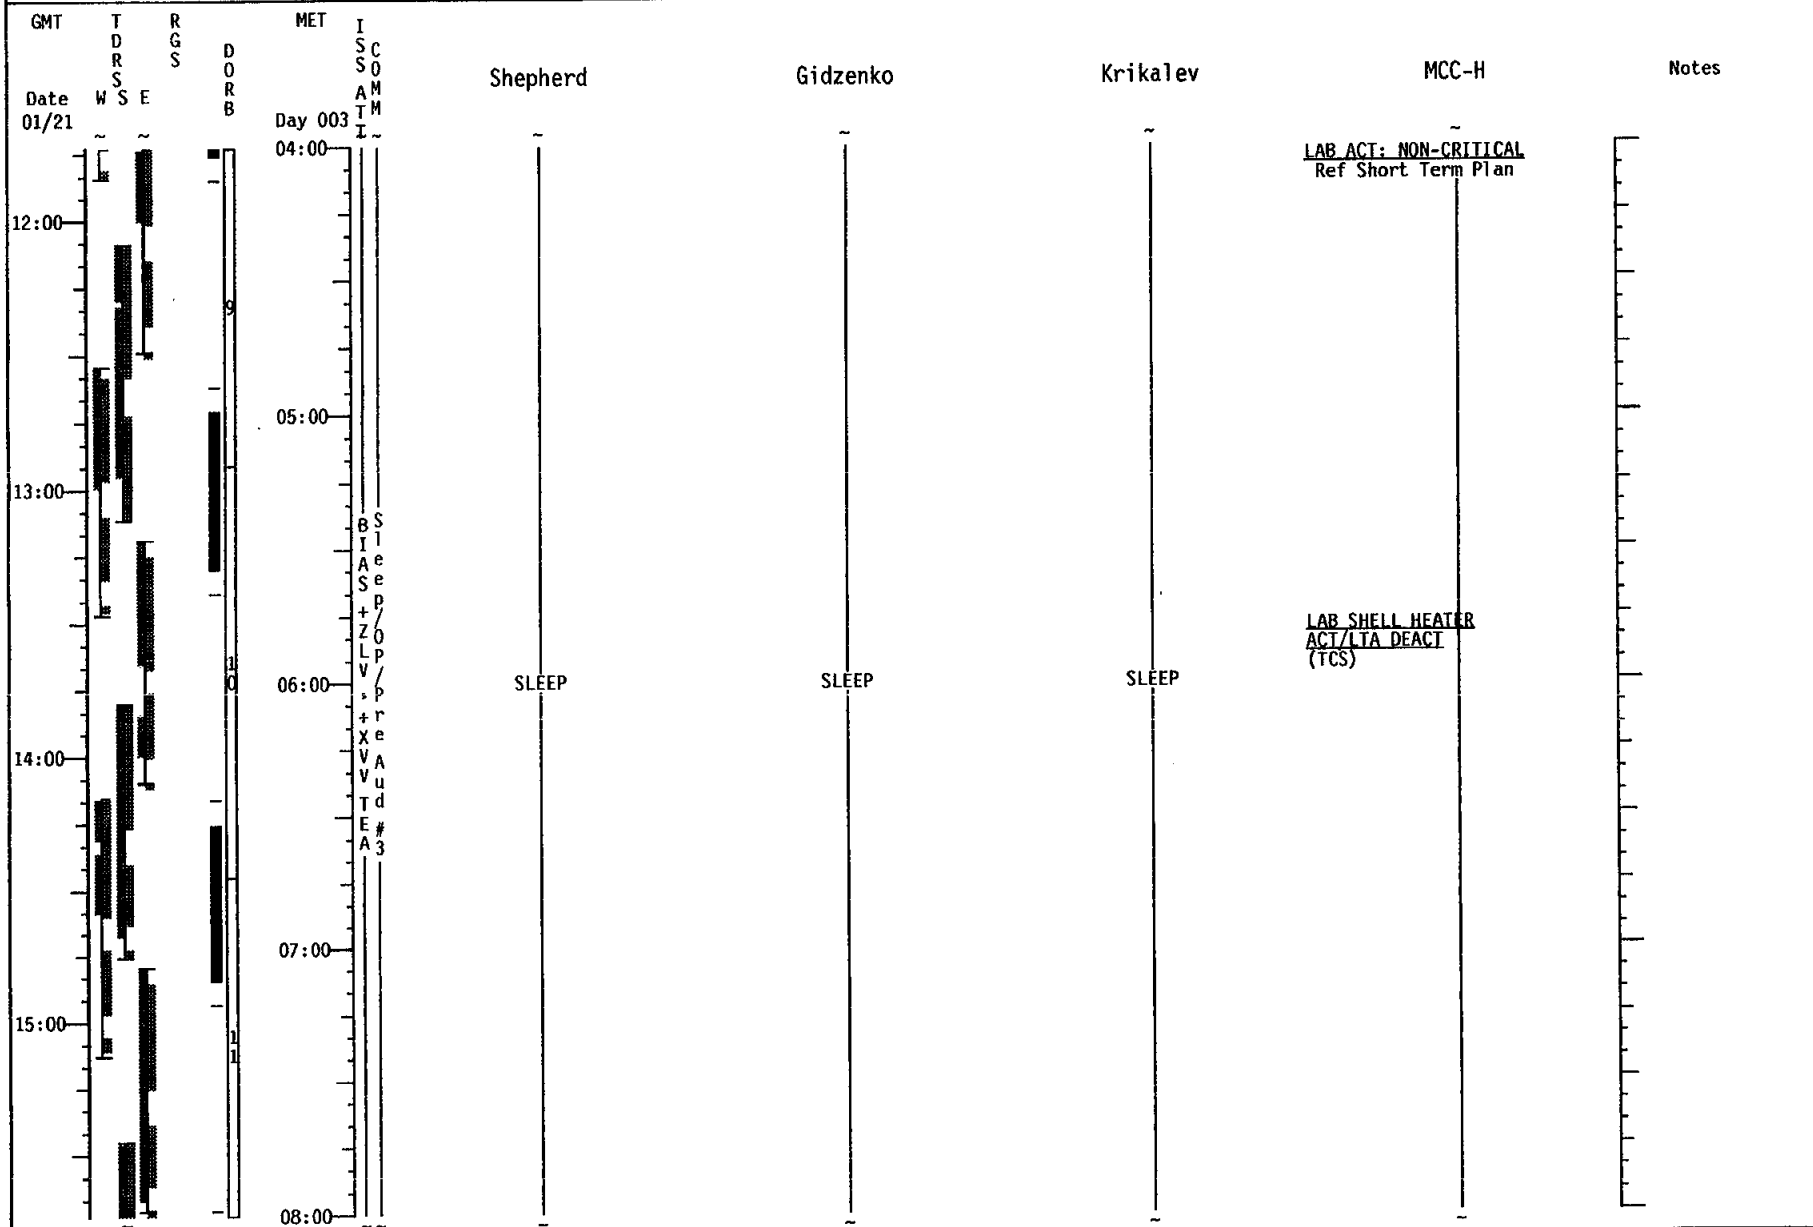 GMT
TDRSS
RGS
DORB
MET
ISS ATT
COMM
Shepherd
Gidzenko
Krikalev
MCC-H
Notes
Date
W S E
01/21
Day 003
~ ~ ~ ~ ~ ~ ~ ~
04:00
LAB ACT: NON-CRITICAL
Ref Short Term Plan
12:00
9
05:00
13:00
BIAS +ZLV, +XVV TEA
Sleep/OP/Pre Aud #3
LAB SHELL HEATER
ACT/LTA DEACT
(TCS)
10
06:00
SLEEP
SLEEP
SLEEP
14:00
07:00
15:00
11
08:00
~ ~ ~ ~ ~ ~ ~